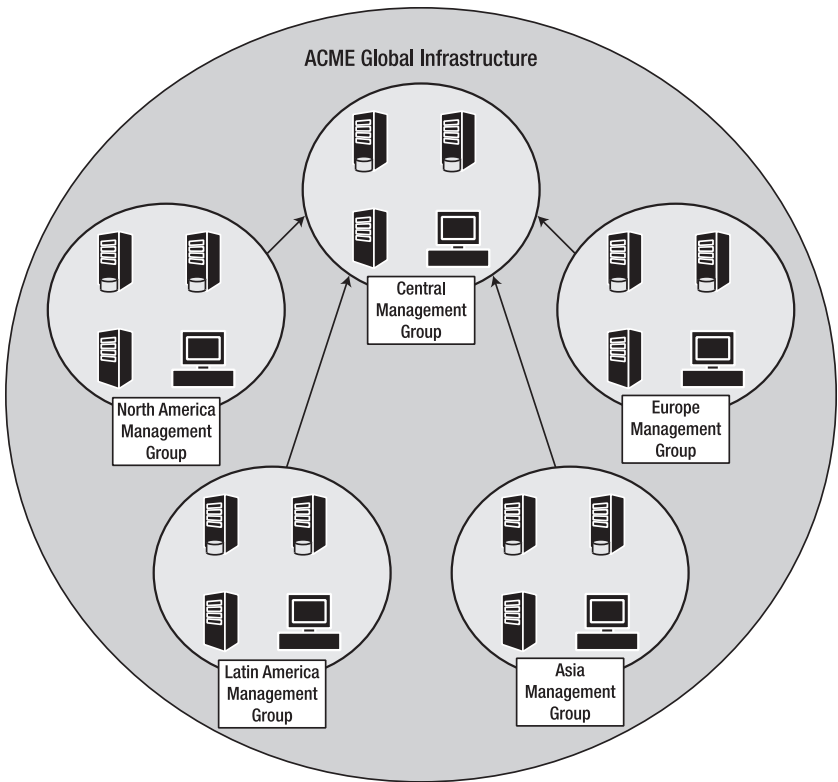 ACME Global Infrastructure
Central
Management
Group
North America
Management
Group
Europe
Management
Group
Latin America
Management
Group
Asia
Management
Group